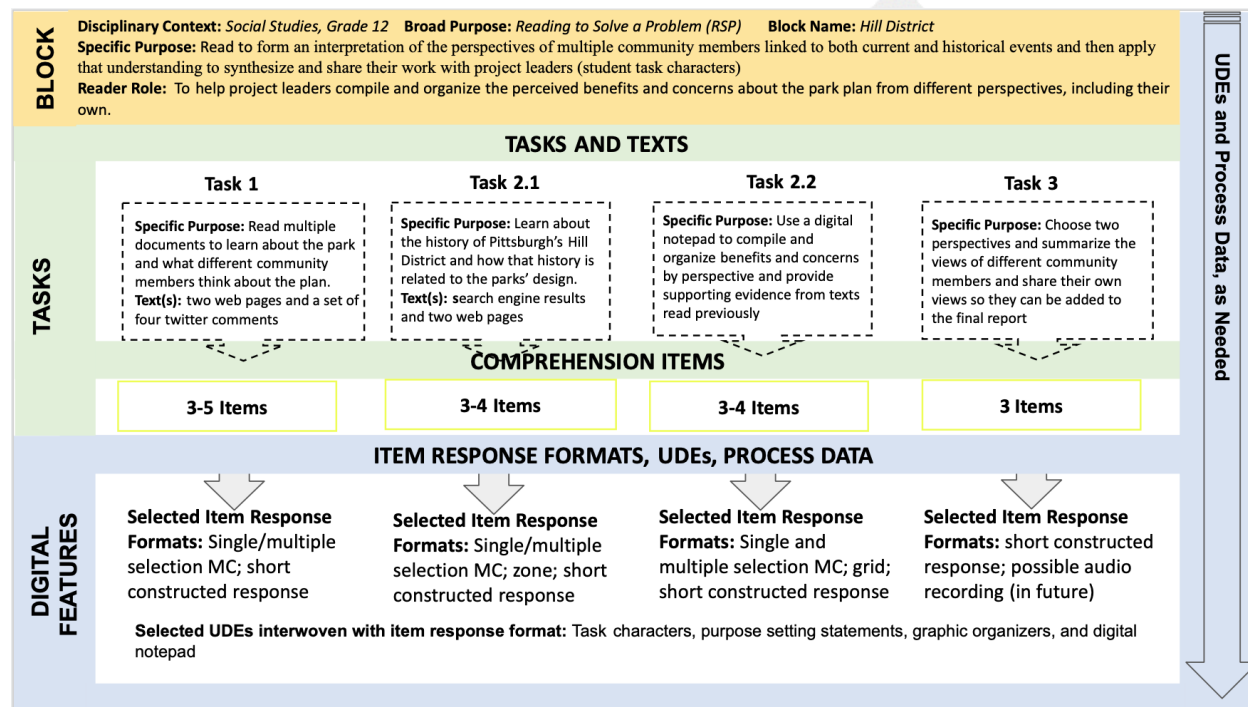 Disciplinary Context: Social Studies, Grade 12 Broad Purpose: Reading to Solve a Problem (RSP) Block Name: Hill District
Specific Purpose: Read to form an interpretation of the perspectives of multiple community members linked to both current and historical events and then apply
that understanding to synthesize and share their work with project leaders (student task characters)
Reader Role: To help project leaders compile and organize the perceived benefits and concerns about the park plan from different perspectives, including their
own.
BLOCK
UDEs and Process Data, as Needed
TASKS AND TEXTS
TASKS
Task 1
Specific Purpose: Read multiple
documents to learn about the park
and what different community
members think about the plan.
Text(s): two web pages and a set of
four twitter comments
Task 2.1
Specific Purpose: Learn about
the history of Pittsburgh's Hill
District and how that history is
related to the parks' design.
Text(s): search engine results
and two web pages
Task 2.2
Specific Purpose: Use a digital
notepad to compile and
organize benefits and concerns
by perspective and provide
supporting evidence from texts
read previously
Task 3
Specific Purpose: Choose two
perspectives and summarize the
views of different community
members and share their own
views so they can be added to
the final report
COMPREHENSION ITEMS
3-5 Items
3-4 Items
3-4 Items
3 Items
ITEM RESPONSE FORMATS, UDEs, PROCESS DATA
DIGITAL
FEATURES
Selected Item Response
Formats: Single/multiple
selection MC; short
constructed response
Selected Item Response
Formats: Single/multiple
selection MC; zone; short
constructed response
Selected Item Response
Formats: Single and
multiple selection MC; grid;
short constructed response
Selected Item Response
Formats: short constructed
response; possible audio
recording (in future)
Selected UDEs interwoven with item response format: Task characters, purpose setting statements, graphic organizers, and digital
notepad